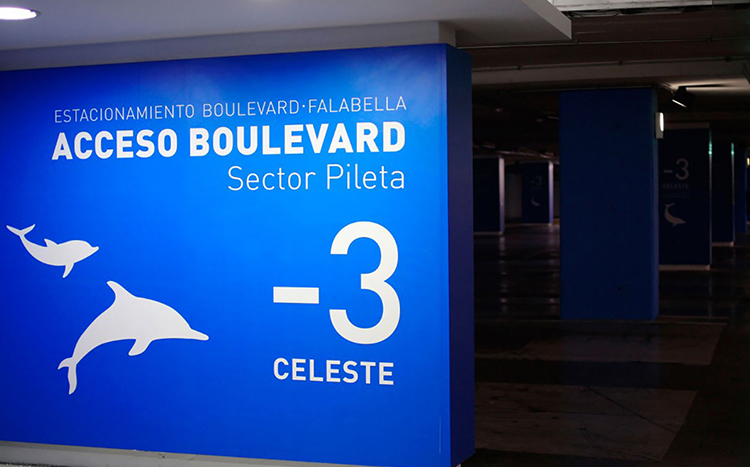 ESTACIONAMIENTO BOULEVARD·FALABELLA
ACCESO BOULEVARD
Sector Pileta
-3
CELESTE
-3
CELESTE